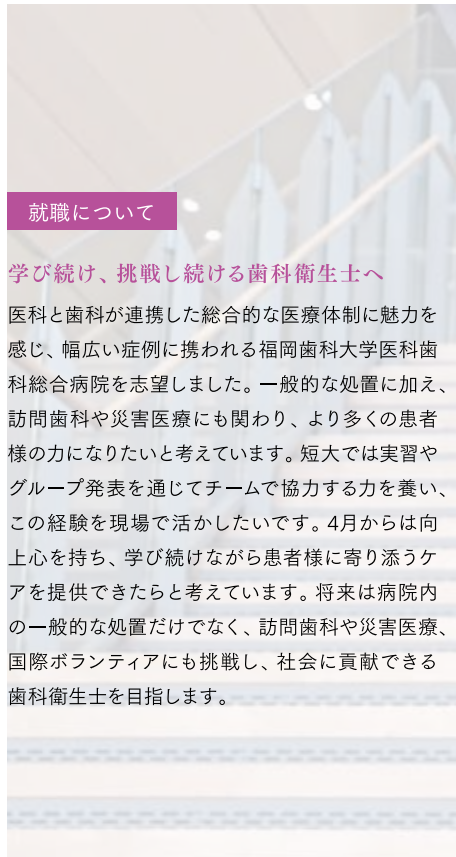 就職について
学び続け、挑戦し続ける歯科衛生士へ
医科と歯科が連携した総合的な医療体制に魅力を
感じ、幅広い症例に携われる福岡歯科大学医科歯
科総合病院を志望しました。一般的な処置に加え、
訪問歯科や災害医療にも関わり、より多くの患者
様の力になりたいと考えています。短大では実習や
グループ発表を通じてチームで協力する力を養い、
この経験を現場で活かしたいです。4月からは向
上心を持ち、学び続けながら患者様に寄り添うケ
アを提供できたらと考えています。将来は病院内
の一般的な処置だけでなく、訪問歯科や災害医療、
国際ボランティアにも挑戦し、社会に貢献できる
歯科衛生士を目指します。